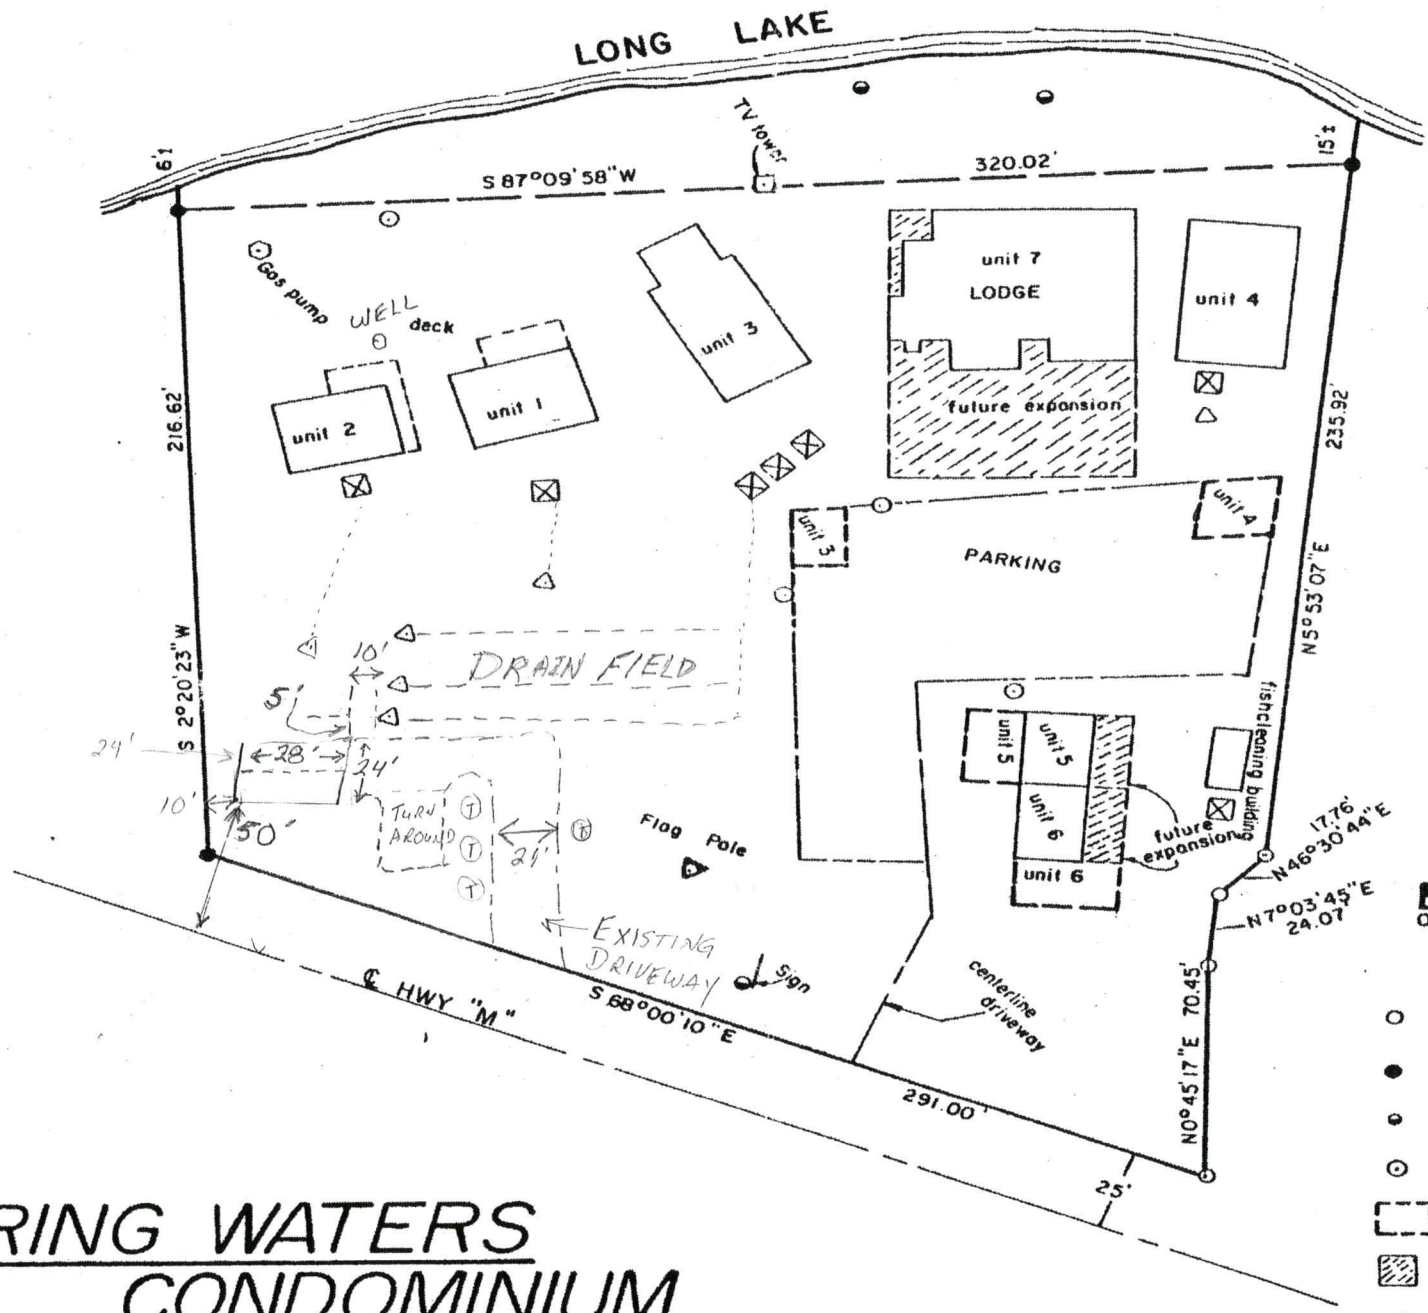 LONG LAKE
6'±
15'±
TV tower
S 87°09'58"W
320.02'
Gas pump
WELL
deck
unit 2
unit 1
unit 3
unit 7
LODGE
future expansion
unit 4
216.62'
S 2°20'23"W
235.92'
N5°53'07"E
unit 3
unit 4
PARKING
10'
DRAIN FIELD
5'
24'
28'
24'
10'
50'
TURN
AROUND
T
T
T
T
21'
Flag Pole
unit 5
unit 5
unit 6
unit 6
future
expansion
fishcleaning building
17.76'
N46°30'44"E
N7°03'45"E
24.07'
EXISTING
DRIVEWAY
Sign
centerline
driveway
N0°45'17"E 70.45'
℄ HWY "M"
S 68°00'10"E
291.00'
25'
RING WATERS
CONDOMINIUM